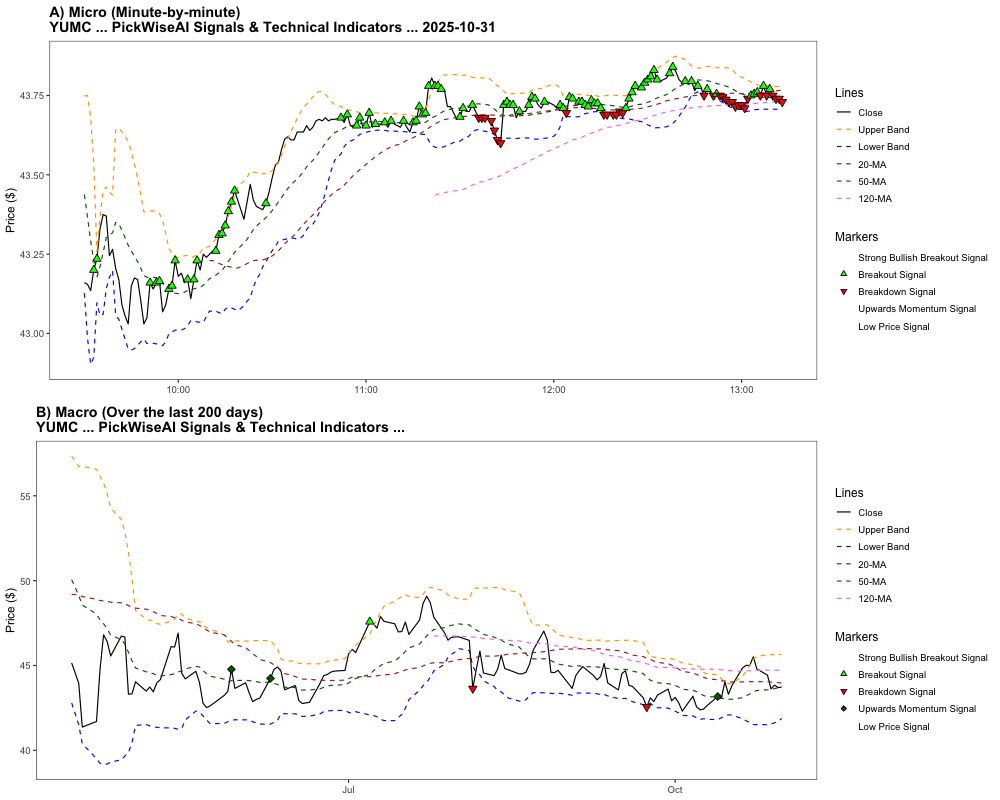 A) Micro (Minute-by-minute)
YUMC ... PickWiseAI Signals & Technical Indicators ... 2025-10-31
Price ($)
43.75
43.50
43.25
43.00
10:00
11:00
12:00
13:00
Lines
Close
Upper Band
Lower Band
20-MA
50-MA
120-MA
Markers
Strong Bullish Breakout Signal
Breakout Signal
Breakdown Signal
Upwards Momentum Signal
Low Price Signal
B) Macro (Over the last 200 days)
YUMC ... PickWiseAI Signals & Technical Indicators ...
Price ($)
55
50
45
40
Jul
Oct
Lines
Close
Upper Band
Lower Band
20-MA
50-MA
120-MA
Markers
Strong Bullish Breakout Signal
Breakout Signal
Breakdown Signal
Upwards Momentum Signal
Low Price Signal